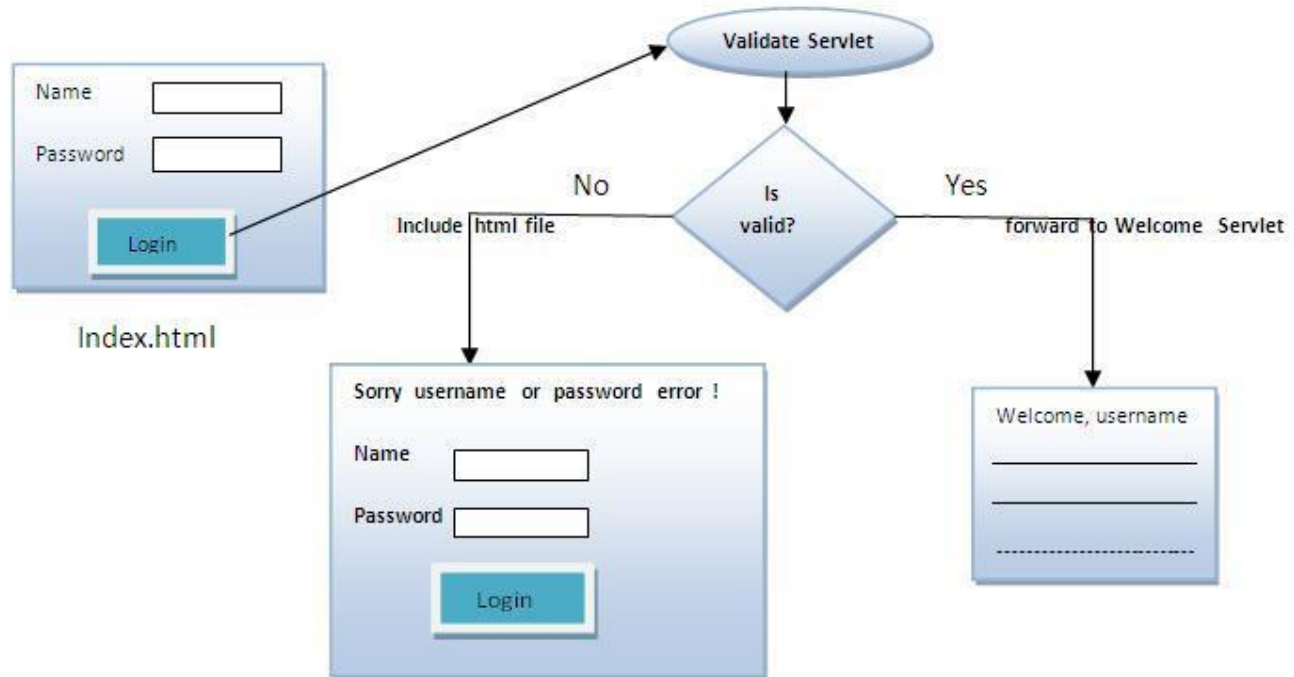 Validate Servlet
Name
Password
Login
Index.html
Is
valid?
No
Include html file
Yes
forward to Welcome Servlet
Sorry username or password error !
Name
Password
Login
Welcome, username